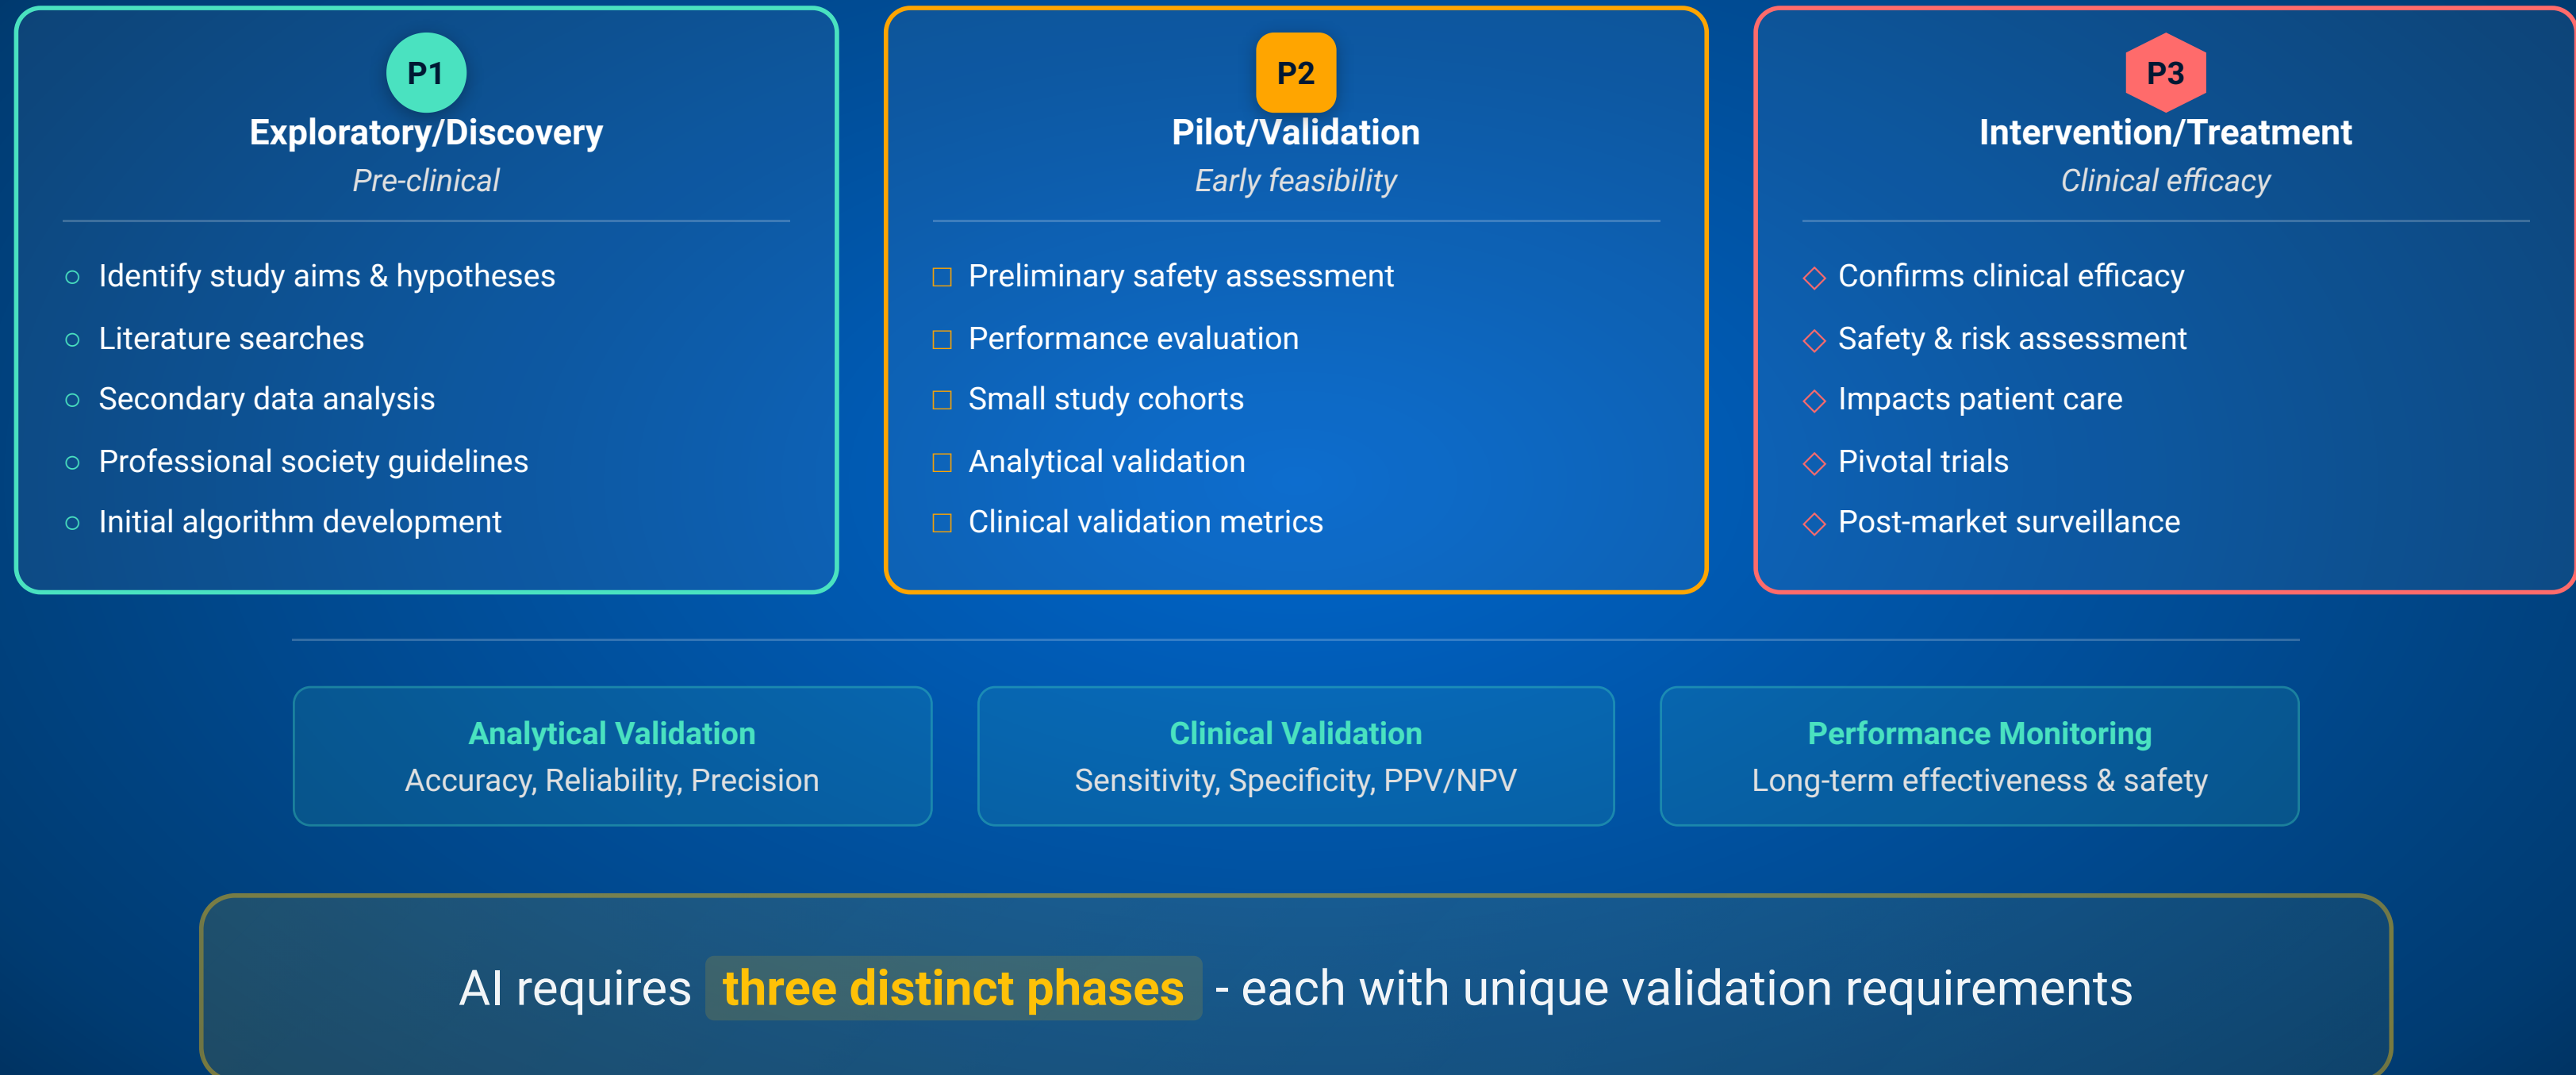 P1
Exploratory/Discovery
Pre-clinical
○ Identify study aims & hypotheses
○ Literature searches
○ Secondary data analysis
○ Professional society guidelines
○ Initial algorithm development
P2
Pilot/Validation
Early feasibility
□ Preliminary safety assessment
□ Performance evaluation
□ Small study cohorts
□ Analytical validation
□ Clinical validation metrics
P3
Intervention/Treatment
Clinical efficacy
◇ Confirms clinical efficacy
◇ Safety & risk assessment
◇ Impacts patient care
◇ Pivotal trials
◇ Post-market surveillance
Analytical Validation
Accuracy, Reliability, Precision
Clinical Validation
Sensitivity, Specificity, PPV/NPV
Performance Monitoring
Long-term effectiveness & safety
AI requires three distinct phases - each with unique validation requirements